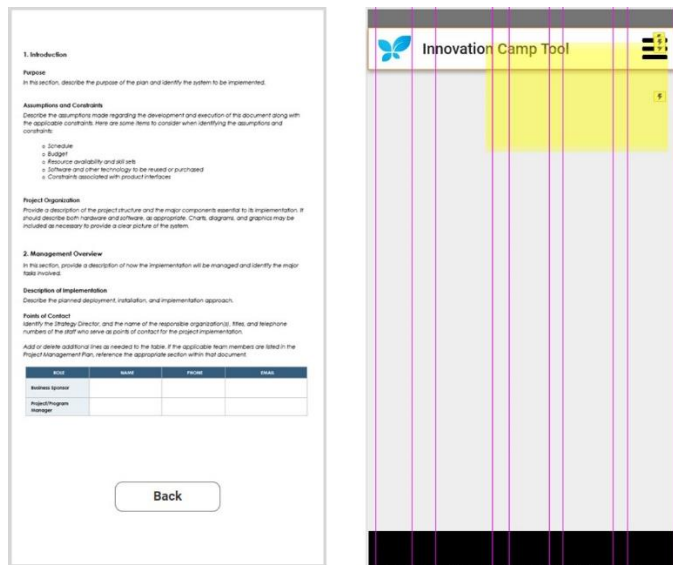 1. Introduction
Purpose
In this section, describe the purpose of the plan and identify the system to be implemented.
Assumptions and Constraints
Describe the assumptions made regarding the development and execution of this document along with
the applicable constraints. Here are some items to consider when identifying the assumptions and
constraints:
o Schedule
o Budget
o Resource availability and skill sets
o Software and other technology to be reused or purchased
o Constraints associated with product interfaces
Project Organization
Provide a description of the project structure and the major components essential to its implementation. It
should describe both hardware and software, as appropriate. Charts, diagrams, and graphics may be
included as necessary to provide a clear picture of the system.
2. Management Overview
In this section, provide a description of how the implementation will be managed and identify the major
tasks involved.
Description of Implementation
Describe the planned deployment, installation, and implementation approach.
Points of Contact
Identify the Strategy Director, and the name of the responsible organization(s), titles, and telephone
numbers of the staff who serve as points of contact for the project implementation.
Add or delete additional lines as needed to the table. If the applicable team members are listed in the
Project Management Plan, reference the appropriate section within that document.
ROLE NAME PHONE EMAIL
Business Sponsor
Project/Program
Manager
Back
Innovation Camp Tool